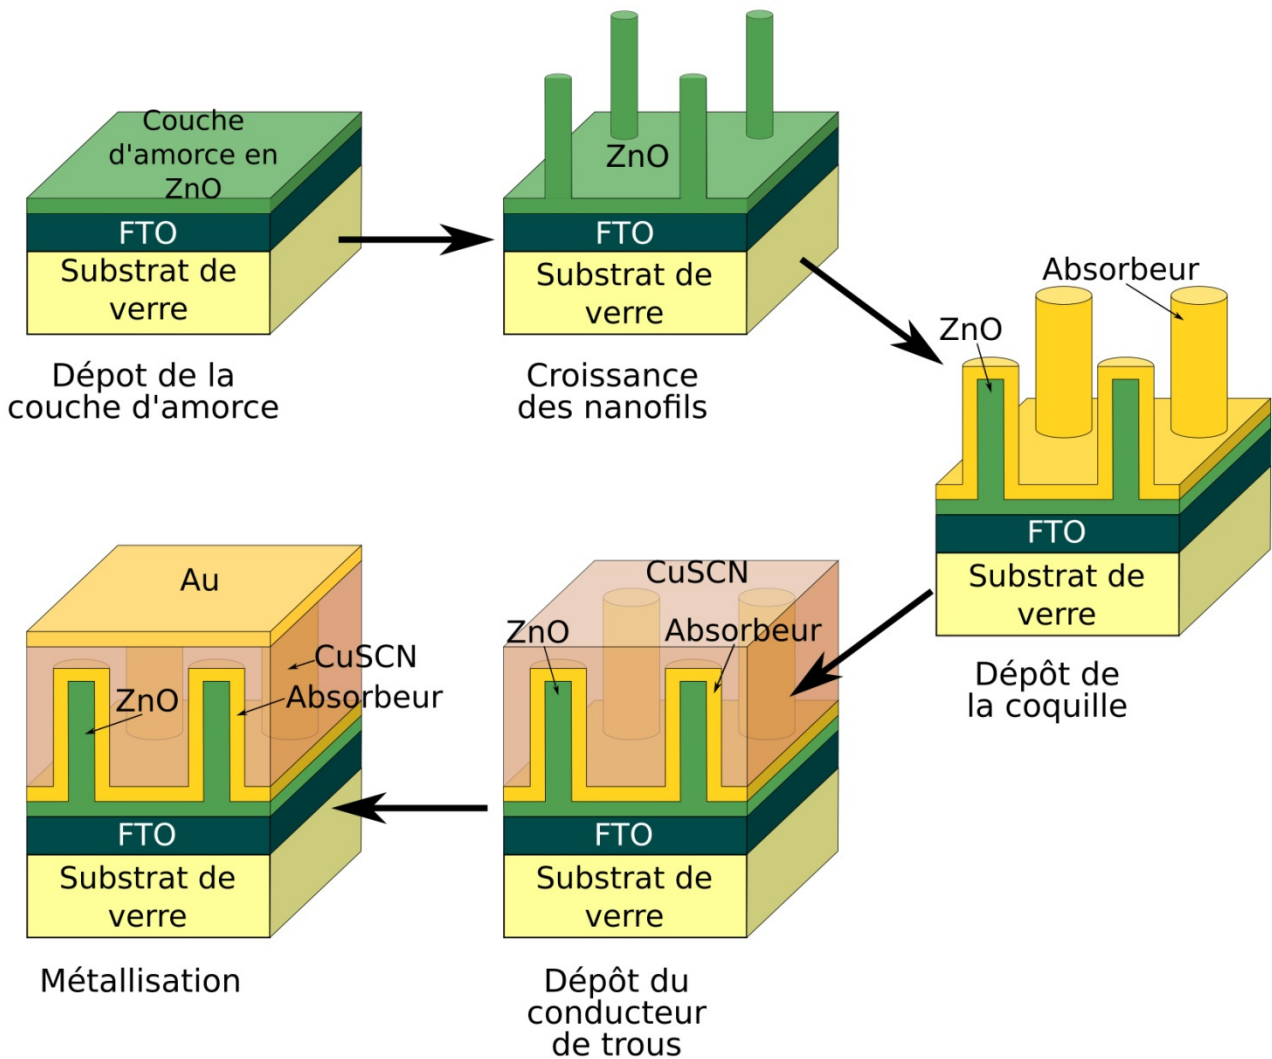 Couche
d'amorce en
ZnO
FTO
Substrat de
verre
Dépot de la
couche d'amorce
ZnO
FTO
Substrat de
verre
Croissance
des nanofils
Absorbeur
ZnO
FTO
Substrat de
verre
Dépôt de
la coquille
CuSCN
ZnO
Absorbeur
FTO
Substrat de
verre
Dépôt du
conducteur
de trous
Au
CuSCN
ZnO
Absorbeur
FTO
Substrat de
verre
Métallisation